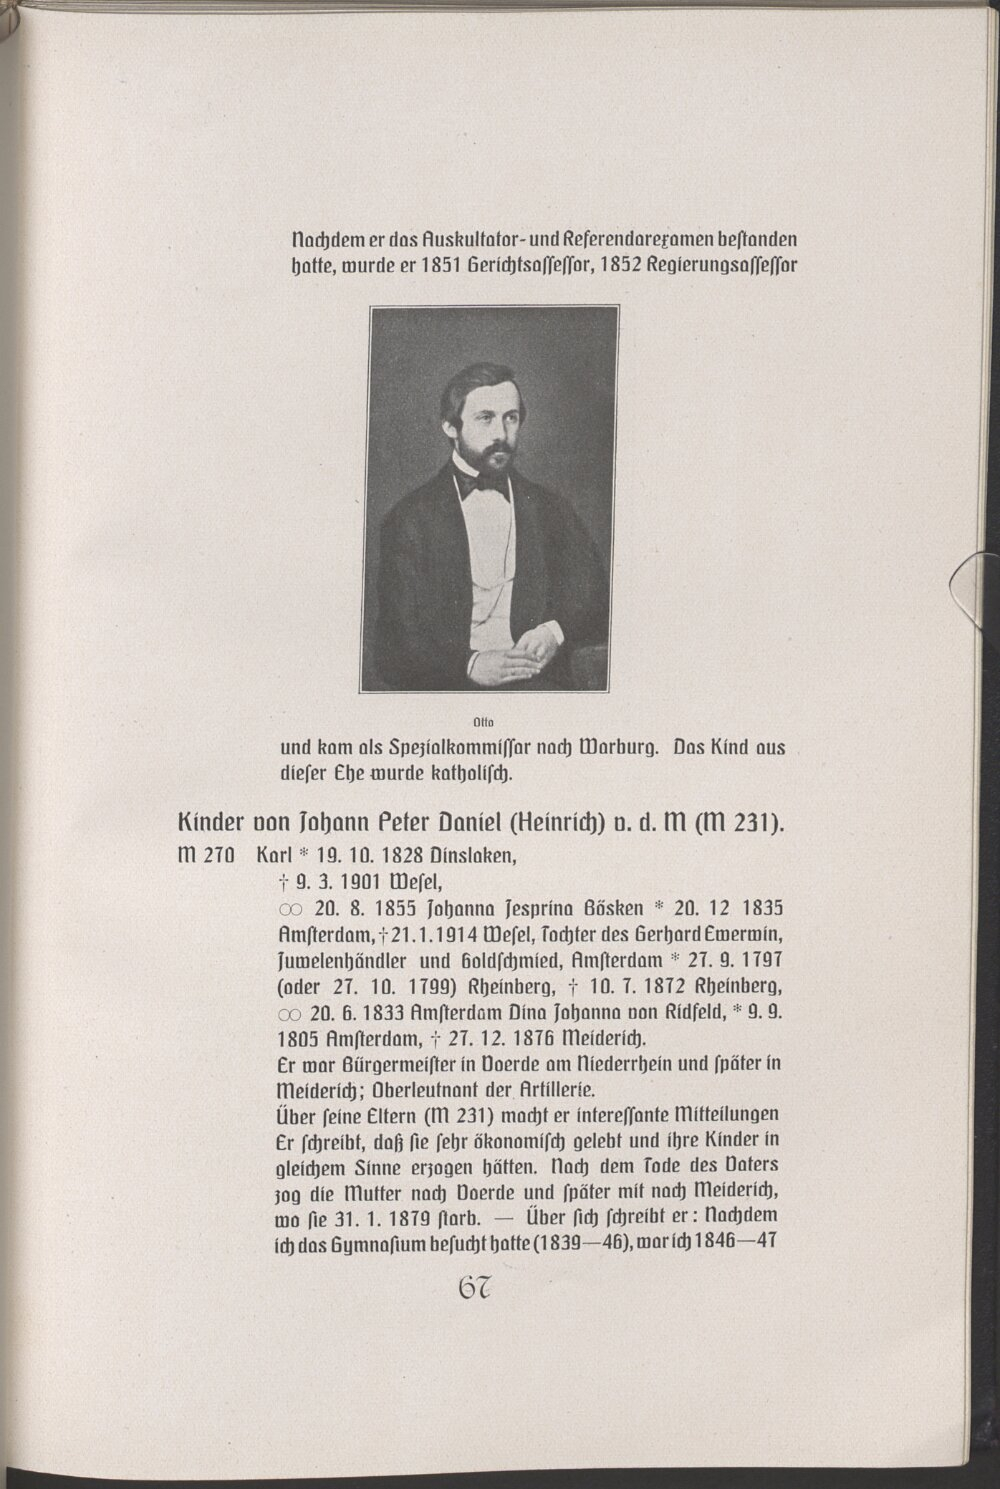 Nachdem er das Auskultator- und Referendarexamen bestanden
hatte, wurde er 1851 Gerichtsassessor, 1852 Regierungsassessor
Otto
und kam als Spezialkommissar nach Warburg. Das Kind aus
dieser Ehe wurde katholisch.
Kinder von Johann Peter Daniel (Heinrich) v. d. M (M 231).
M 270 Karl * 19. 10. 1828 Dinslaken,
† 9. 3. 1901 Wesel,
∞ 20. 8. 1855 Johanna Jesprina Bösken * 20. 12 1835
Amsterdam, † 21. 1. 1914 Wesel, Tochter des Gerhard Ewerwin,
Juwelenhändler und Goldschmied, Amsterdam * 27. 9. 1797
(oder 27. 10. 1799) Rheinberg, † 10. 7. 1872 Rheinberg,
∞ 20. 6. 1833 Amsterdam Dina Johanna von Ridfeld, * 9. 9.
1805 Amsterdam, † 27. 12. 1876 Meiderich.
Er war Bürgermeister in Voerde am Niederrhein und später in
Meiderich; Oberleutnant der Artillerie.
Über seine Eltern (M 231) macht er interessante Mitteilungen
Er schreibt, daß sie sehr ökonomisch gelebt und ihre Kinder in
gleichem Sinne erzogen hätten. Nach dem Tode des Vaters
zog die Mutter nach Voerde und später mit nach Meiderich,
wo sie 31. 1. 1879 starb. — Über sich schreibt er: Nachdem
ich das Gymnasium besucht hatte (1839—46), war ich 1846—47
67